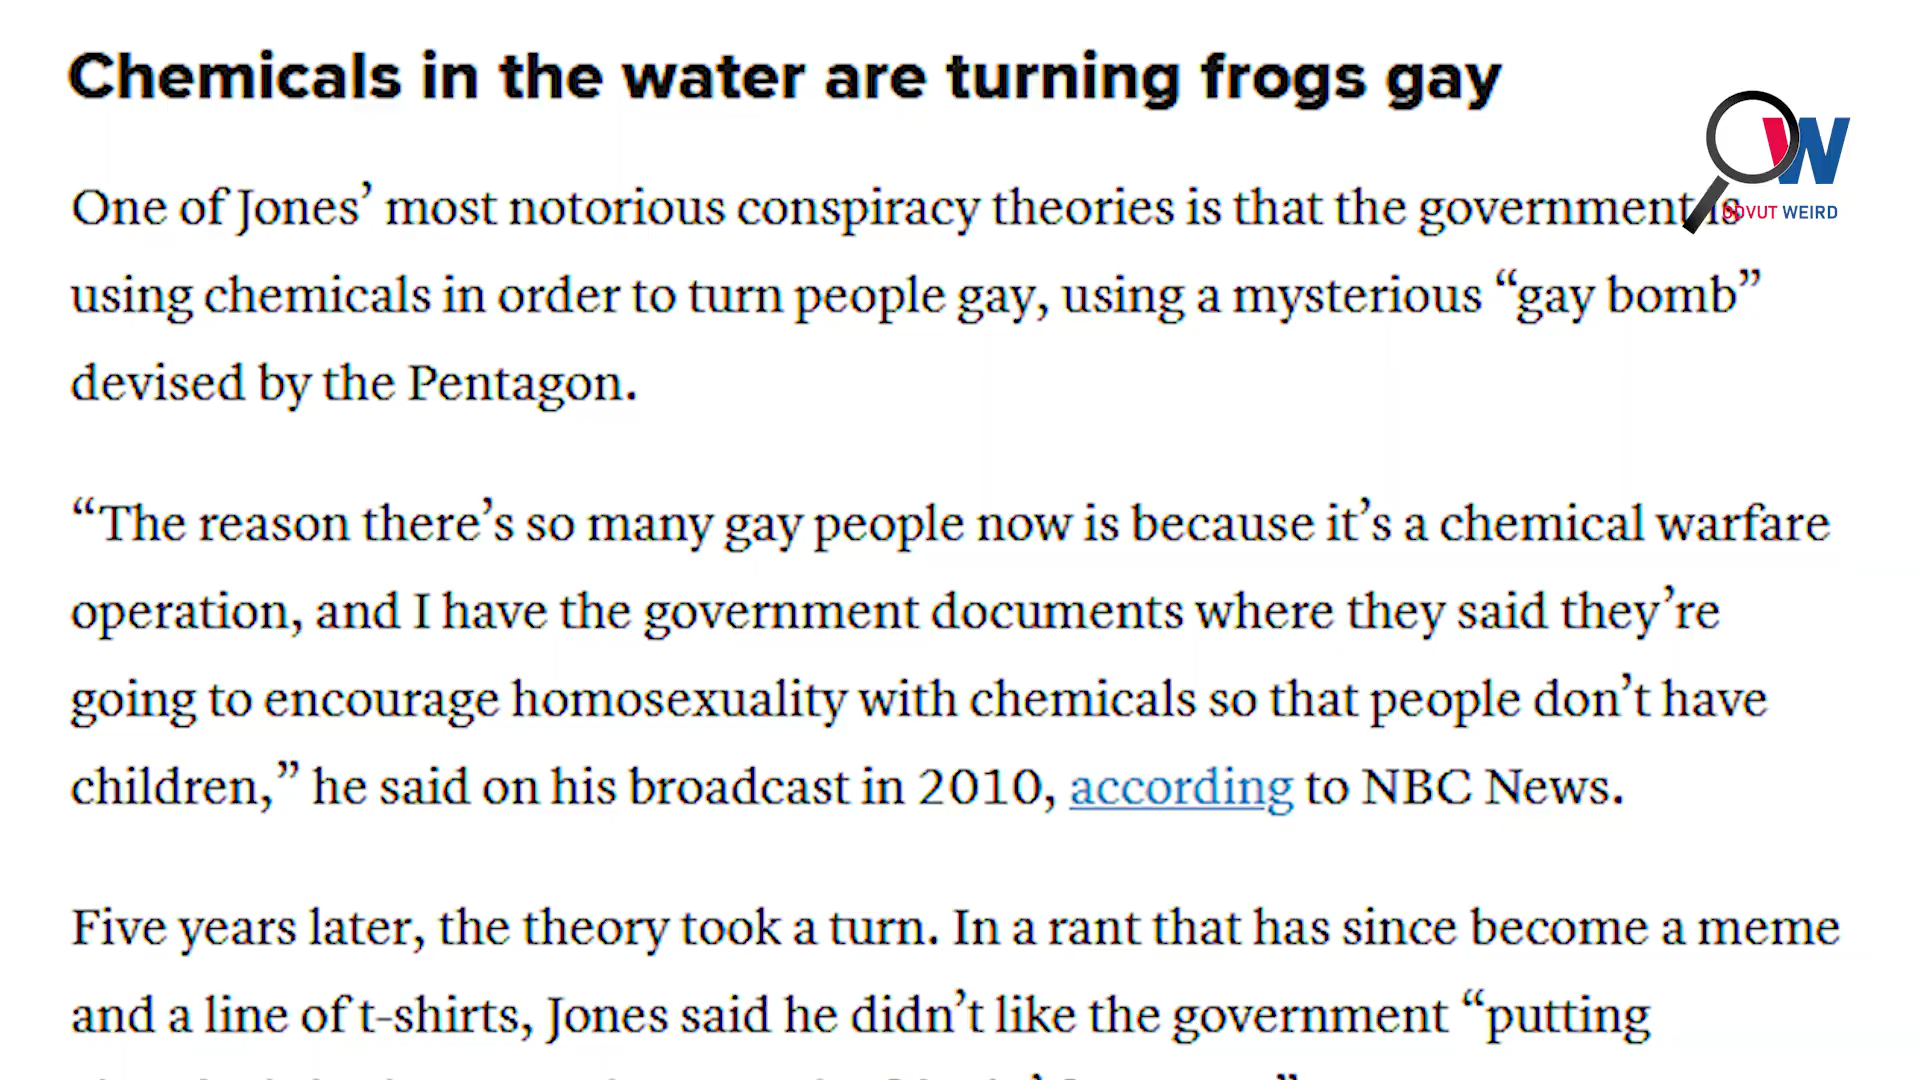 Chemicals in the water are turning frogs gay
One of Jones’ most notorious conspiracy theories is that the government is
W
ODVUT WEIRD
using chemicals in order to turn people gay, using a mysterious “gay bomb”
devised by the Pentagon.
“The reason there’s so many gay people now is because it’s a chemical warfare
operation, and I have the government documents where they said they’re
going to encourage homosexuality with chemicals so that people don’t have
children,” he said on his broadcast in 2010, according to NBC News.
Five years later, the theory took a turn. In a rant that has since become a meme
and a line of t-shirts, Jones said he didn’t like the government “putting